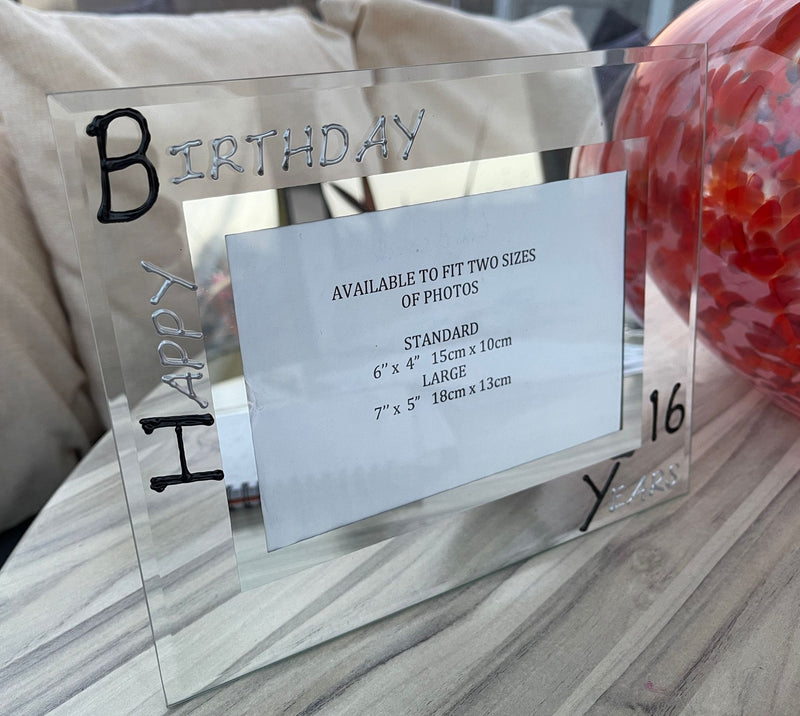 HAPPY
BIRTHDAY
AVAILABLE TO FIT TWO SIZES
OF PHOTOS
STANDARD
6” x 4” 15cm x 10cm
LARGE
7” x 5” 18cm x 13cm
16
YEARS